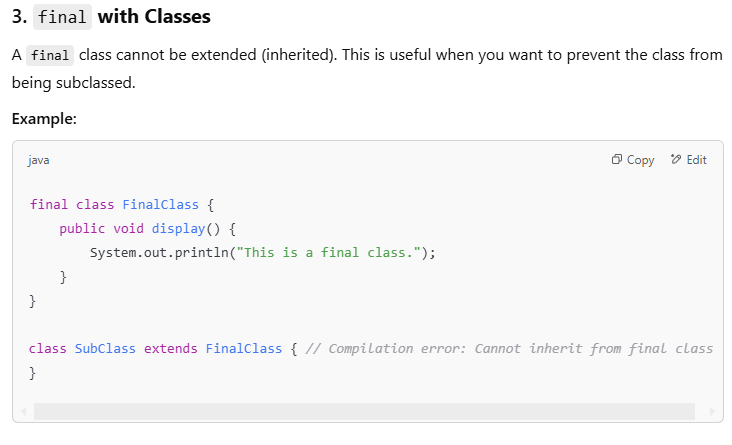 3. final with Classes
A final class cannot be extended (inherited). This is useful when you want to prevent the class from
being subclassed.
Example:
java Copy Edit
final class FinalClass {
    public void display() {
        System.out.println("This is a final class.");
    }
}
class SubClass extends FinalClass { // Compilation error: Cannot inherit from final class
}